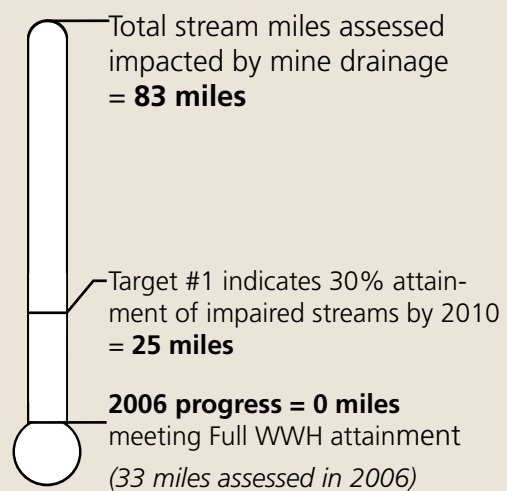 Total stream miles assessed
impacted by mine drainage
= 83 miles
Target #1 indicates 30% attain-
ment of impaired streams by 2010
= 25 miles
2006 progress = 0 miles
meeting Full WWH attainment
(33 miles assessed in 2006)